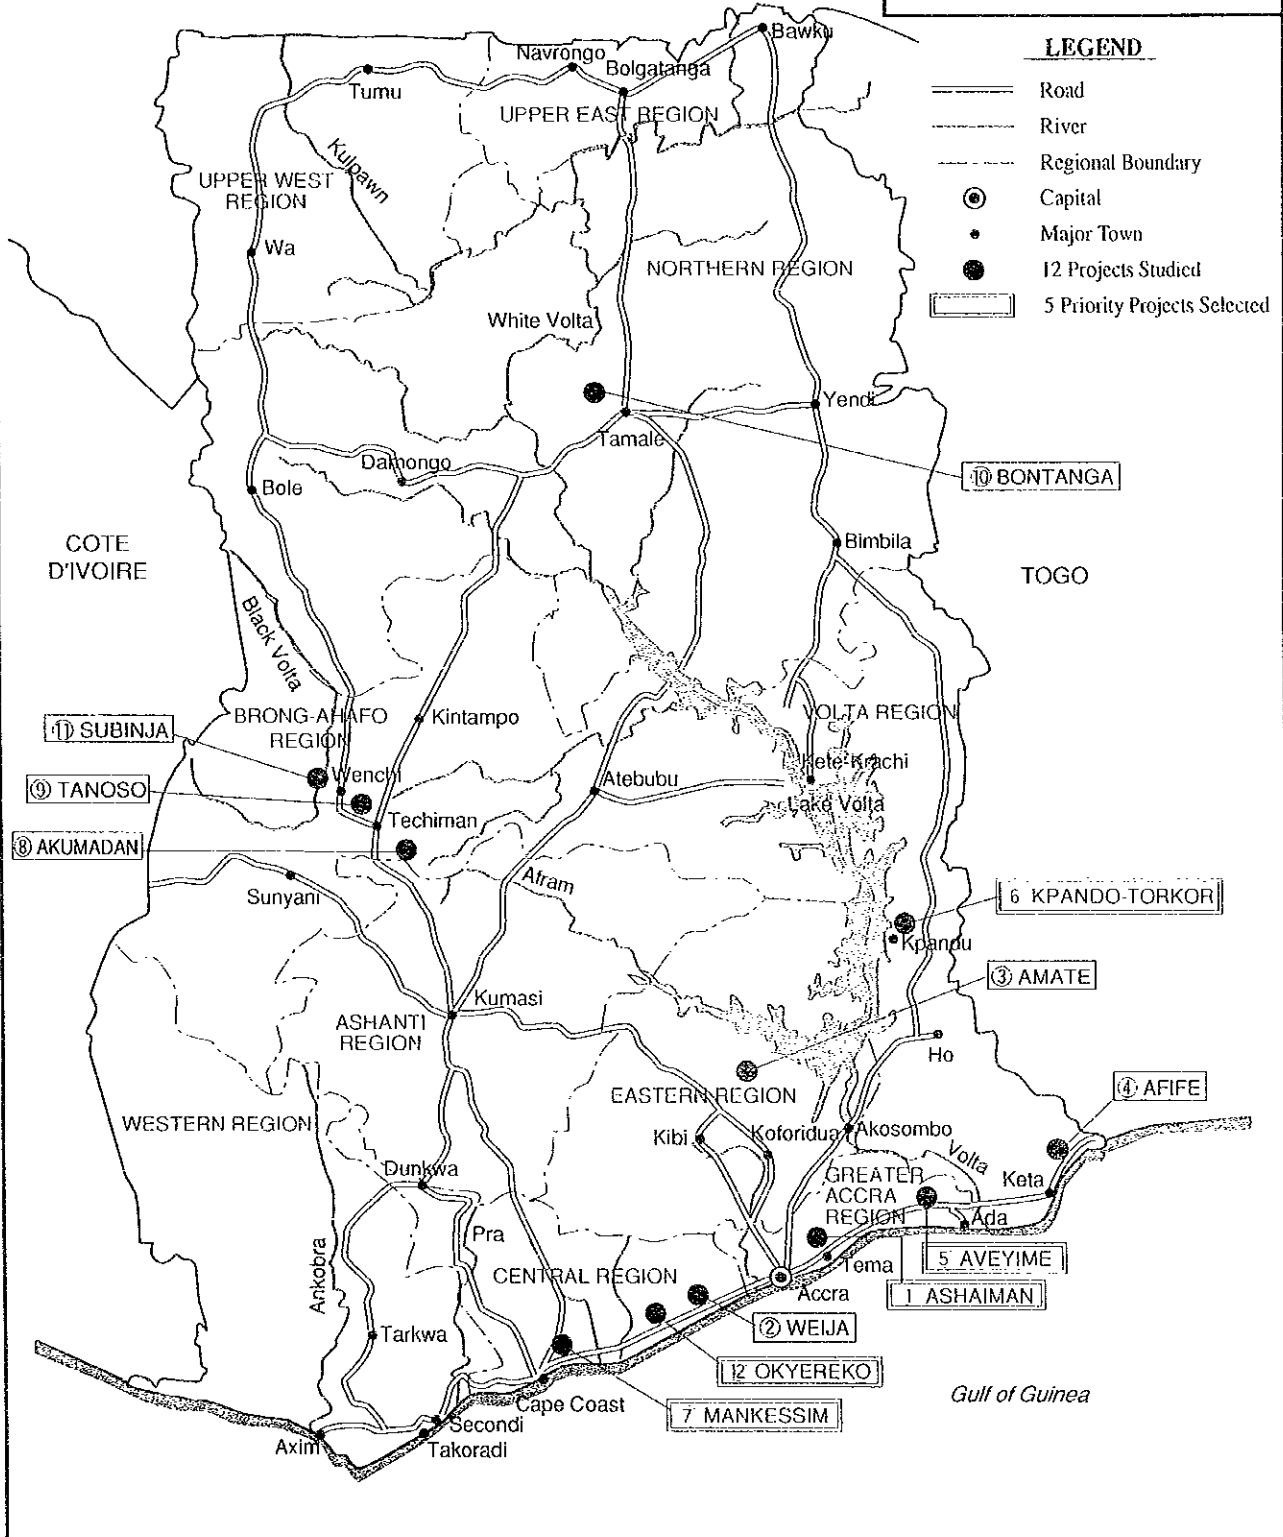 LEGEND
Road
River
Regional Boundary
Capital
Major Town
12 Projects Studied
5 Priority Projects Selected
Bawku
Navrongo
Bolgatanga
Tumu
UPPER EAST REGION
Kulpawn
UPPER WEST
REGION
Wa
NORTHERN REGION
White Volta
Yendi
Tamale
Damongo
⑩ BONTANGA
Bole
Bimbila
COTE
D'IVOIRE
TOGO
Black Volta
BRONG-AHAFO
REGION
Kintampo
VOLTA REGION
⑪ SUBINJA
Wenchi
Atebubu
Kete-Krachi
⑨ TANOSO
Lake Volta
Techiman
⑧ AKUMADAN
Afram
Sunyani
6 KPANDO-TORKOR
Kpandu
③ AMATE
Kumasi
ASHANTI
REGION
Ho
EASTERN REGION
④ AFIFE
WESTERN REGION
Kibi
Koforidua
Akosombo
Volta
Dunkwa
GREATER
ACCRA
REGION
Keta
Ada
Pra
5 AVEYIME
Tema
Ankobra
CENTRAL REGION
Accra
1 ASHAIMAN
② WEIJA
Tarkwa
12 OKYEREKO
Gulf of Guinea
Cape Coast
7 MANKESSIM
Secondi
Axim
Takoradi